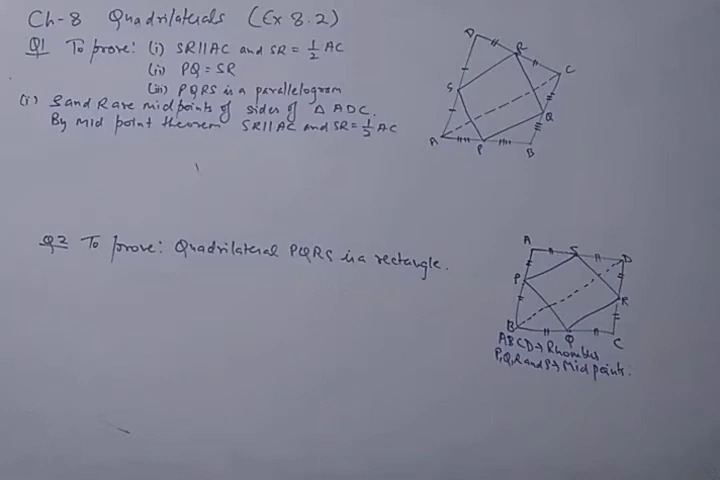 Ch-8 Quadrilaterals (Ex 8.2)
Q1 To prove: (i) SR||AC and SR = 1/2 AC
(ii) PQ = SR
(iii) PQRS is a parallelogram
(i) S and R are midpoints of sides of △ ADC.
By Mid point theorem SR||AC and SR = 1/2 AC
D
R
C
S
Q
A
P
B
Q2 To prove: Quadrilateral PQRS is a rectangle.
A
S
D
P
R
B
Q
C
ABCD → Rhombus
P, Q, R and S → Mid points.